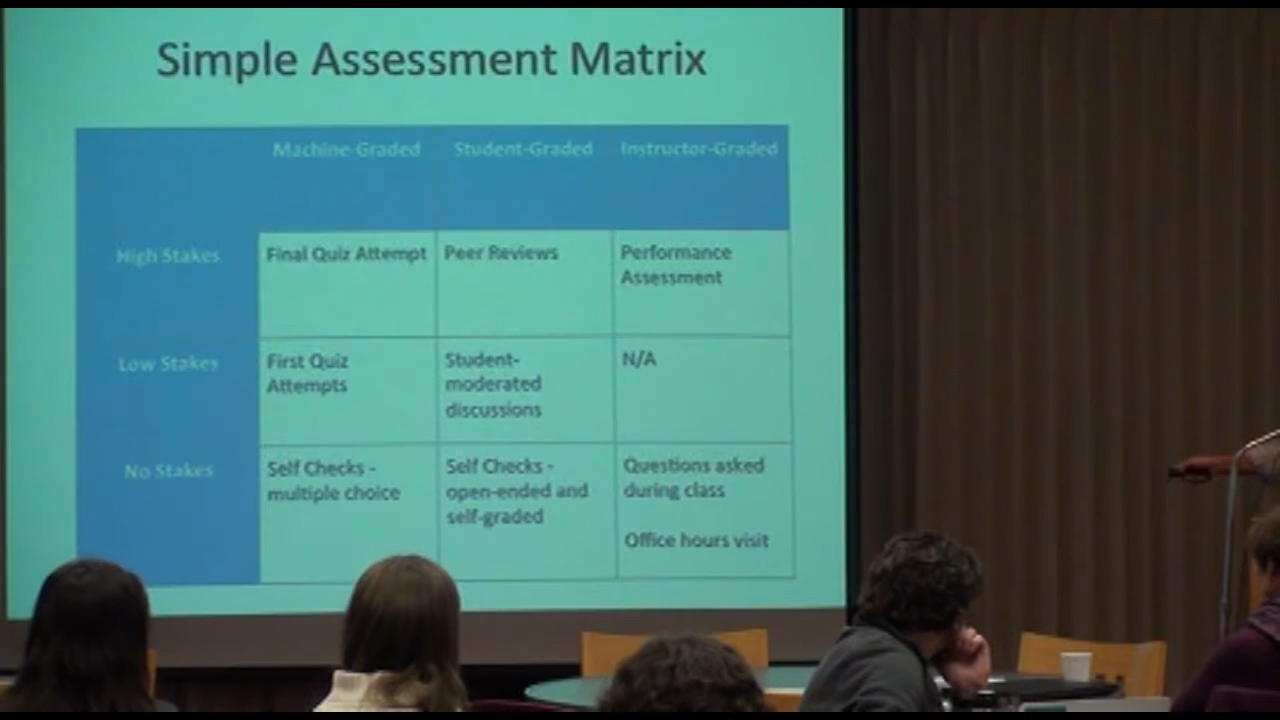 Simple Assessment Matrix
Machine-Graded Student-Graded Instructor-Graded
High Stakes
Final Quiz Attempt
Peer Reviews
Performance
Assessment
Low Stakes
First Quiz
Attempts
Student-
moderated
discussions
N/A
No Stakes
Self Checks -
multiple choice
Self Checks -
open-ended and
self-graded
Questions asked
during class
Office hours visit